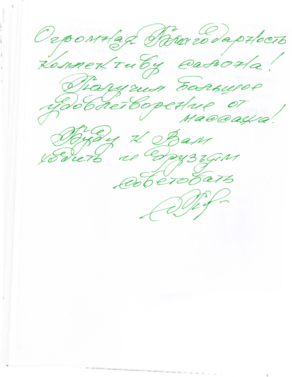 Огромная Благодарность
коллективу салона!
Получил Большое
удовлетворение от
массажа!
Буду к Вам
ходить и друзьям
советовать